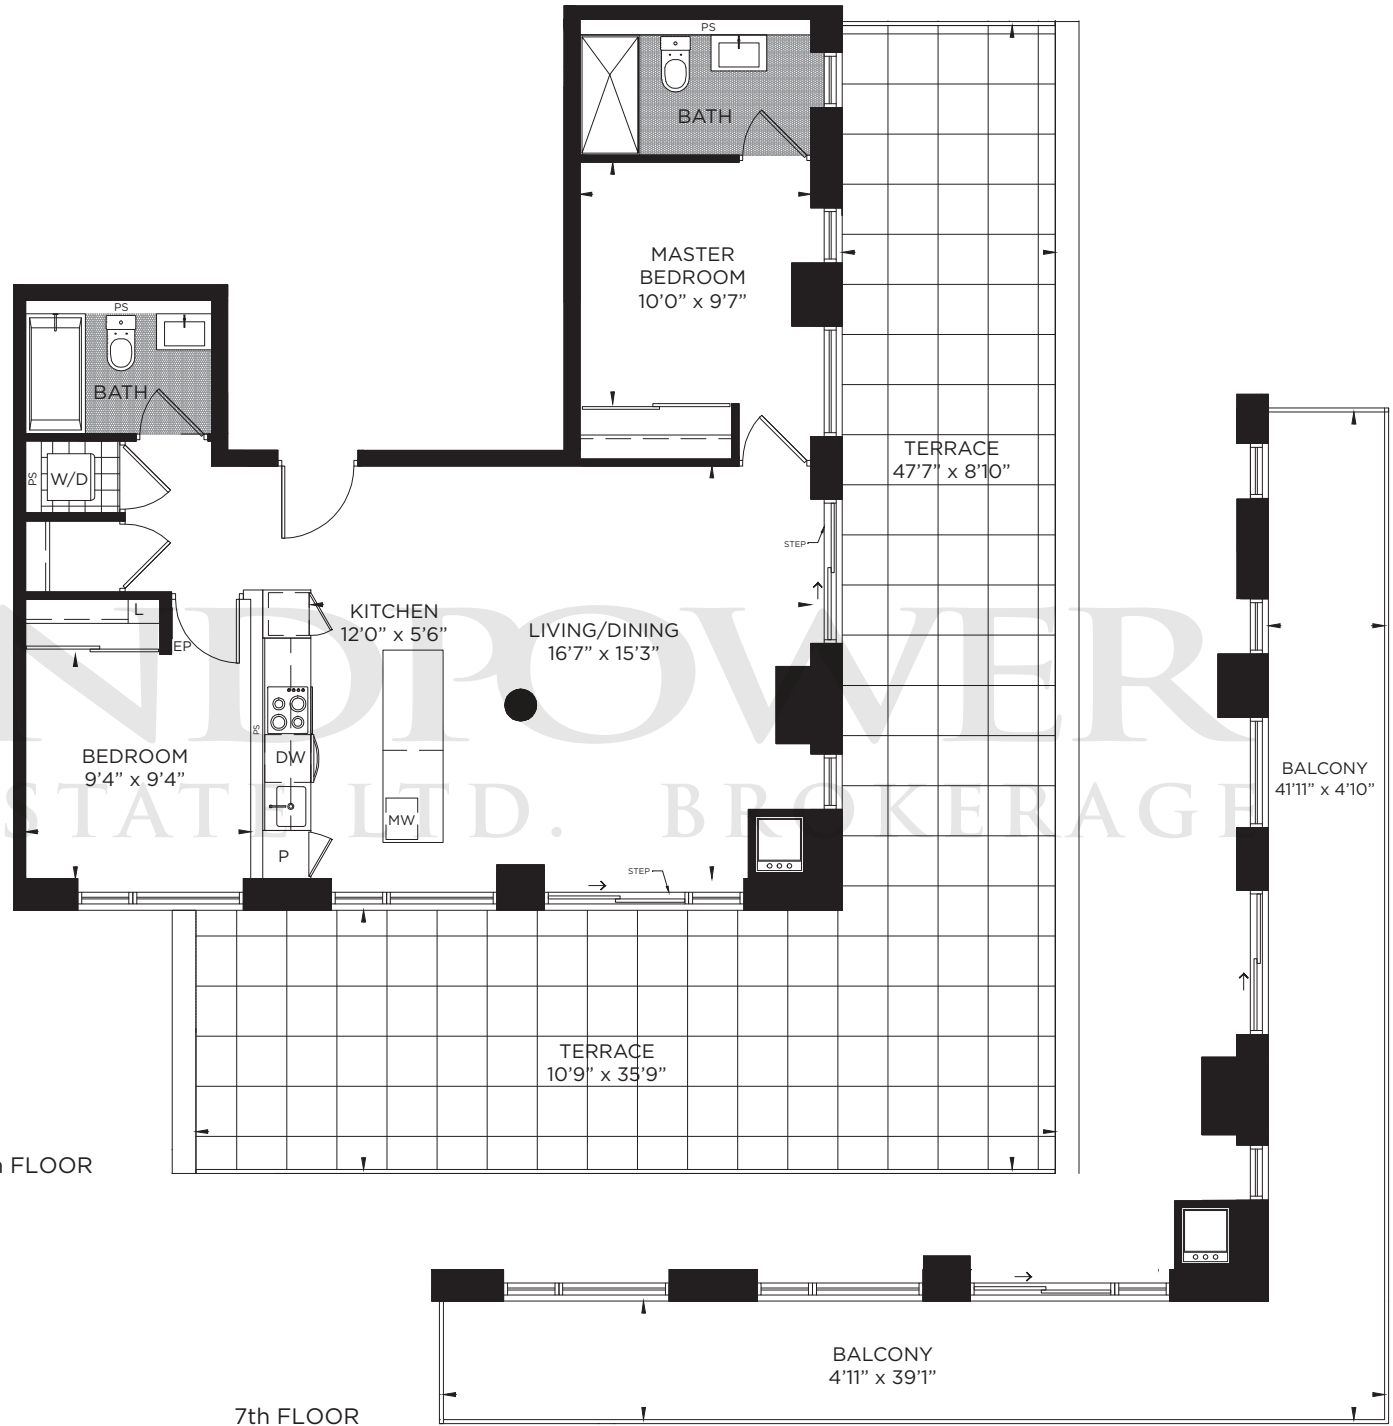 PS
BATH
MASTER
BEDROOM
10'0" x 9'7"
PS
BATH
PS
W/D
TERRACE
47'7" x 8'10"
STEP
L
KITCHEN
12'0" x 5'6"
LIVING/DINING
16'7" x 15'3"
EP
NDPOWER
PS
BEDROOM
9'4" x 9'4"
DW
BALCONY
41'11" x 4'10"
STATE LTD. BROKERAGE
MW
P
STEP
TERRACE
10'9" x 35'9"
FLOOR
BALCONY
4'11" x 39'1"
7th FLOOR